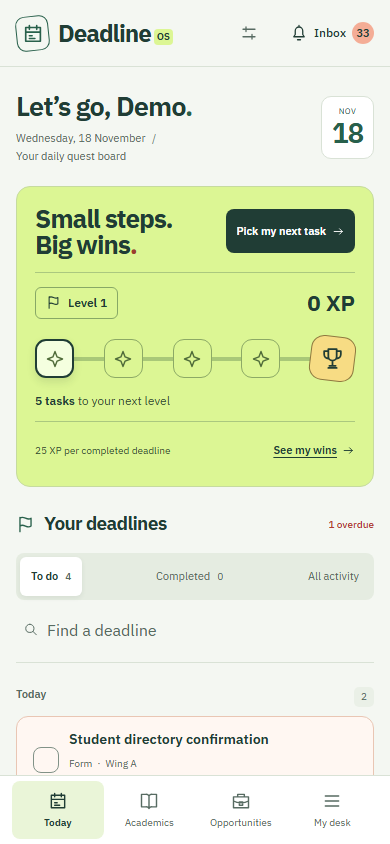 Deadline OS
Inbox 33
Let's go, Demo.
Wednesday, 18 November /
Your daily quest board
NOV
18
Small steps.
Big wins.
Pick my next task →
Level 1
0 XP
5 tasks to your next level
25 XP per completed deadline
See my wins →
Your deadlines
1 overdue
To do 4
Completed 0
All activity
Find a deadline
Today
2
Student directory confirmation
Form · Wing A
Today
Academics
Opportunities
My desk